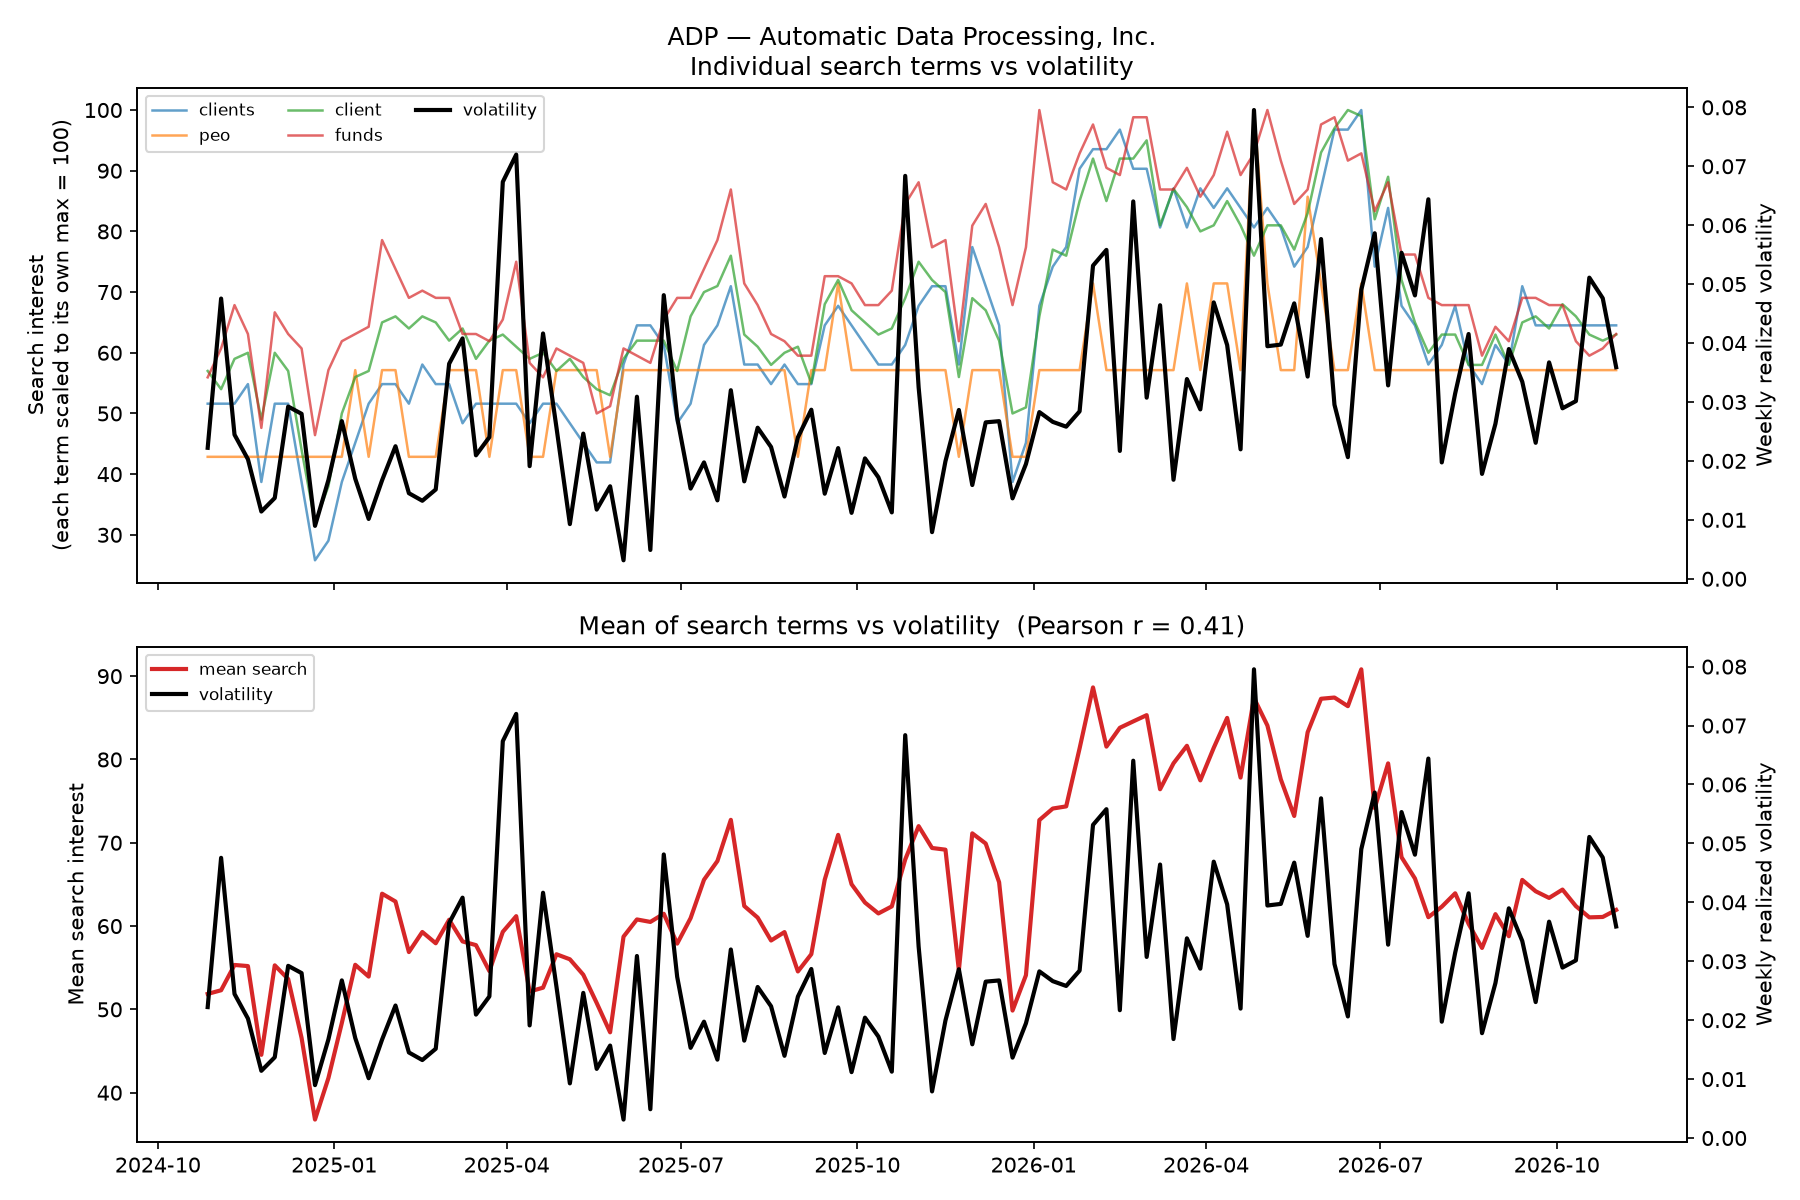 ADP — Automatic Data Processing, Inc.
Individual search terms vs volatility
clients
peo
client
funds
volatility
Search interest
(each term scaled to its own max = 100)
100
90
80
70
60
50
40
30
0.08
0.07
0.06
0.05
0.04
0.03
0.02
0.01
0.00
Weekly realized volatility
Mean of search terms vs volatility (Pearson r = 0.41)
mean search
volatility
Mean search interest
90
80
70
60
50
40
0.08
0.07
0.06
0.05
0.04
0.03
0.02
0.01
0.00
Weekly realized volatility
2024-10
2025-01
2025-04
2025-07
2025-10
2026-01
2026-04
2026-07
2026-10